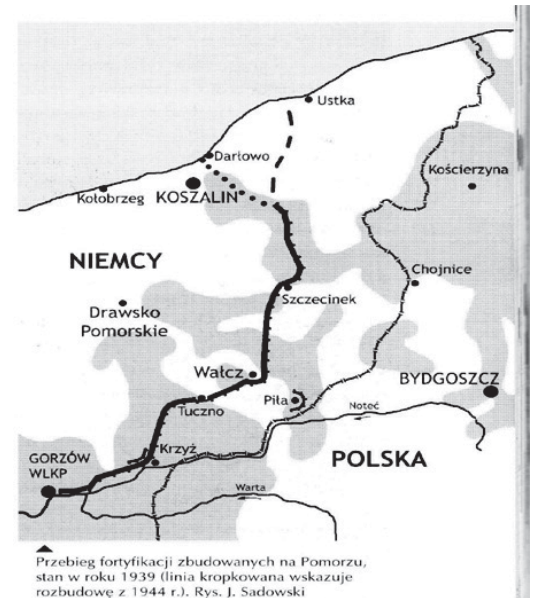 Ustka
Darłowo
Kołobrzeg
KOSZALIN
Kościerzyna
NIEMCY
Szczecinek
Chojnice
Drawsko
Pomorskie
Wałcz
Piła
BYDGOSZCZ
Tuczno
Noteć
Krzyż
GORZÓW
WLKP
POLSKA
Warta
Przebieg fortyfikacji zbudowanych na Pomorzu,
stan w roku 1939 (linia kropkowana wskazuje
rozbudowę z 1944 r.). Rys. J. Sadowski